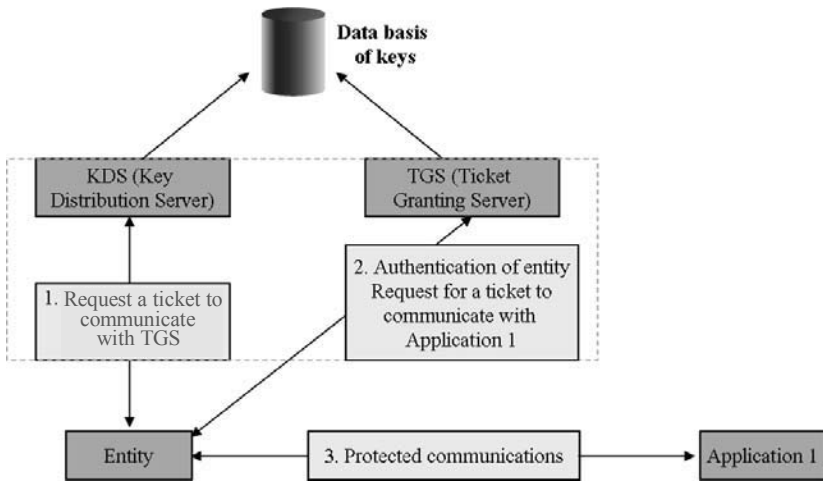 Data basis
of keys
KDS (Key
Distribution Server)
TGS (Ticket
Granting Server)
1. Request a ticket to
communicate
with TGS
2. Authentication of entity
Request for a ticket to
communicate with
Application 1
Entity
3. Protected communications
Application 1